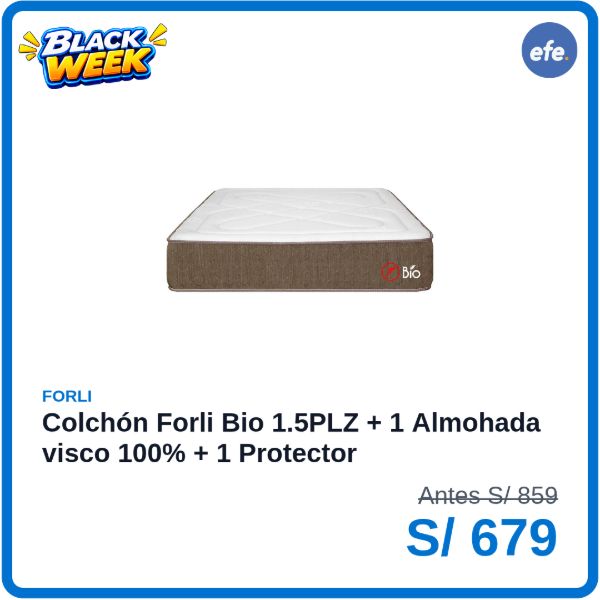 BLACK
WEEK
efe.
Bio
FORLI
Colchón Forli Bio 1.5PLZ + 1 Almohada
visco 100% + 1 Protector
Antes S/ 859
S/ 679